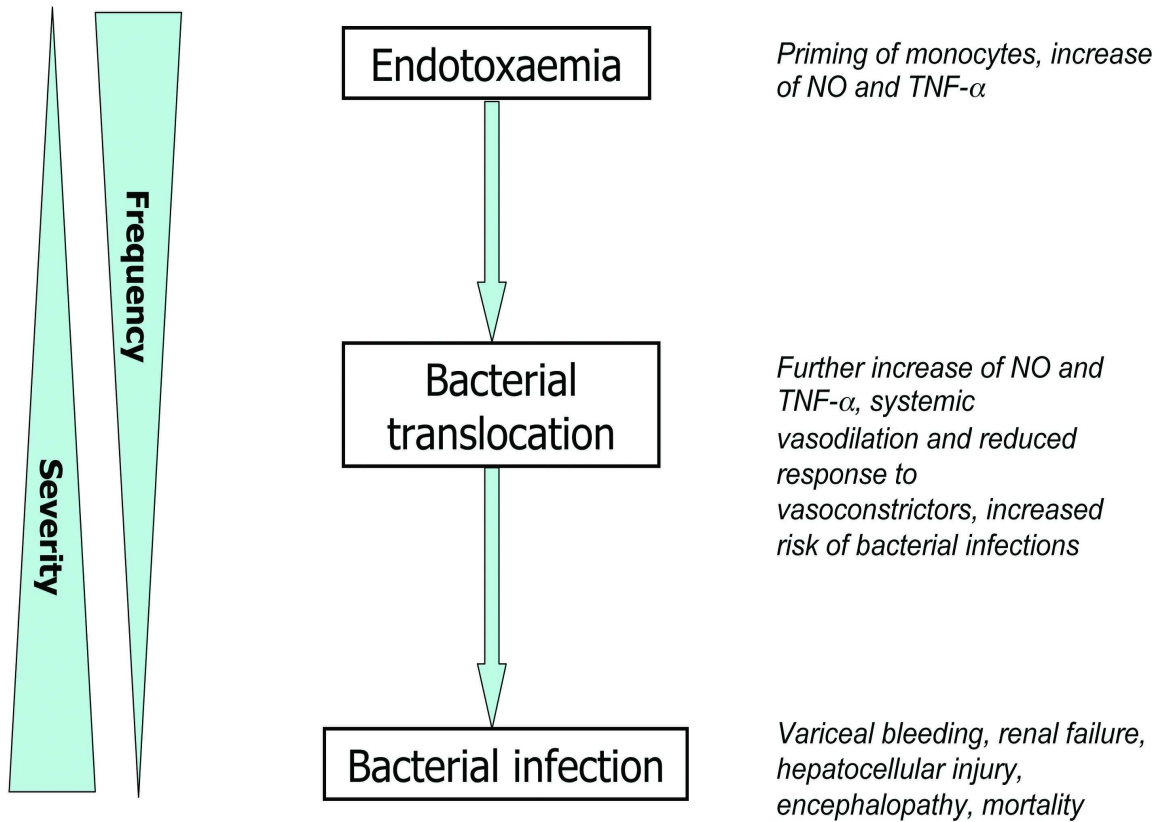 Endotoxaemia
Priming of monocytes, increase
of NO and TNF-α
Frequency
Severity
Bacterial
translocation
Further increase of NO and
TNF-α, systemic
vasodilation and reduced
response to
vasoconstrictors, increased
risk of bacterial infections
Bacterial infection
Variceal bleeding, renal failure,
hepatocellular injury,
encephalopathy, mortality